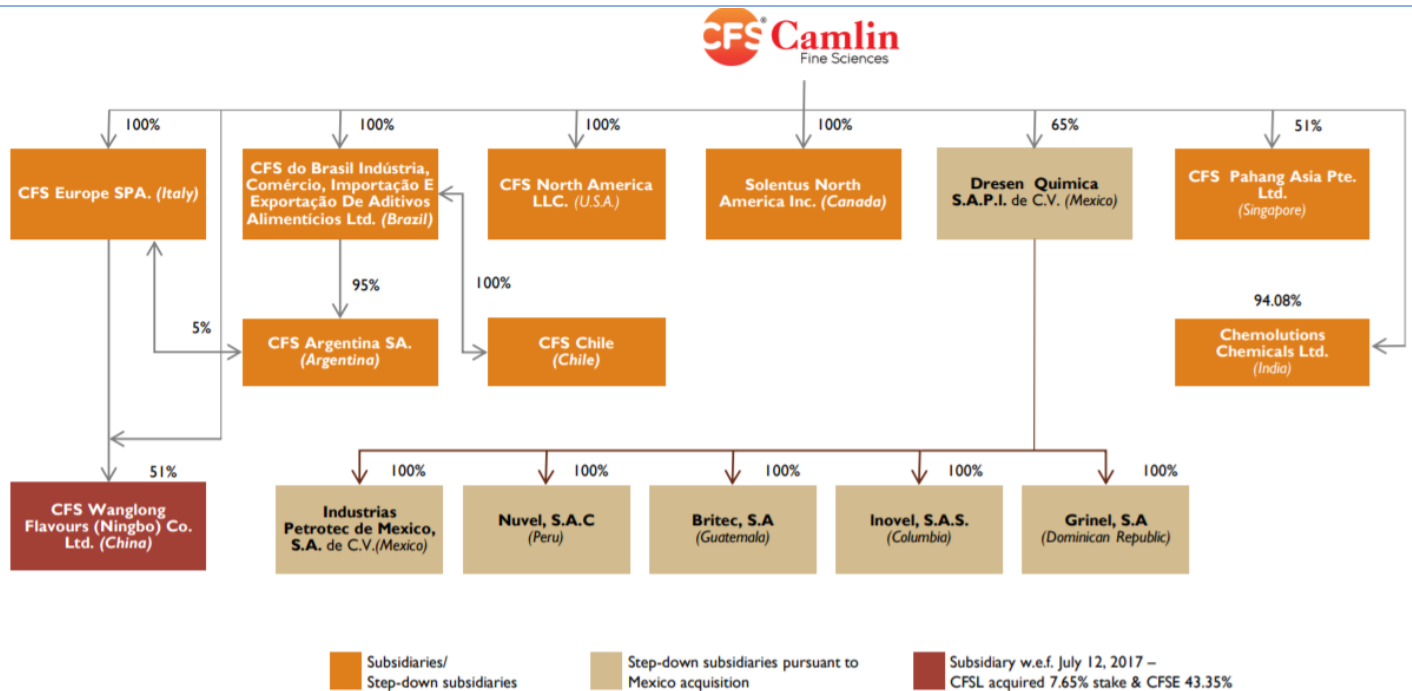 CFS® Camlin
Fine Sciences
100%
100%
100%
100%
65%
51%
CFS Europe SPA. (Italy)
CFS do Brasil Indústria,
Comércio, Importação E
Exportação De Aditivos
Alimentícios Ltd. (Brazil)
CFS North America
LLC. (U.S.A.)
Solentus North
America Inc. (Canada)
Dresen Quimica
S.A.P.I. de C.V. (Mexico)
CFS Pahang Asia Pte.
Ltd.
(Singapore)
95%
100%
5%
94.08%
CFS Argentina SA.
(Argentina)
CFS Chile
(Chile)
Chemolutions
Chemicals Ltd.
(India)
51%
100%
100%
100%
100%
100%
CFS Wanglong
Flavours (Ningbo) Co.
Ltd. (China)
Industrias
Petrotec de Mexico,
S.A. de C.V.(Mexico)
Nuvel, S.A.C
(Peru)
Britec, S.A
(Guatemala)
Inovel, S.A.S.
(Columbia)
Grinel, S.A
(Dominican Republic)
Subsidiaries/
Step-down subsidiaries
Step-down subsidiaries pursuant to
Mexico acquisition
Subsidiary w.e.f. July 12, 2017 –
CFSL acquired 7.65% stake & CFSE 43.35%